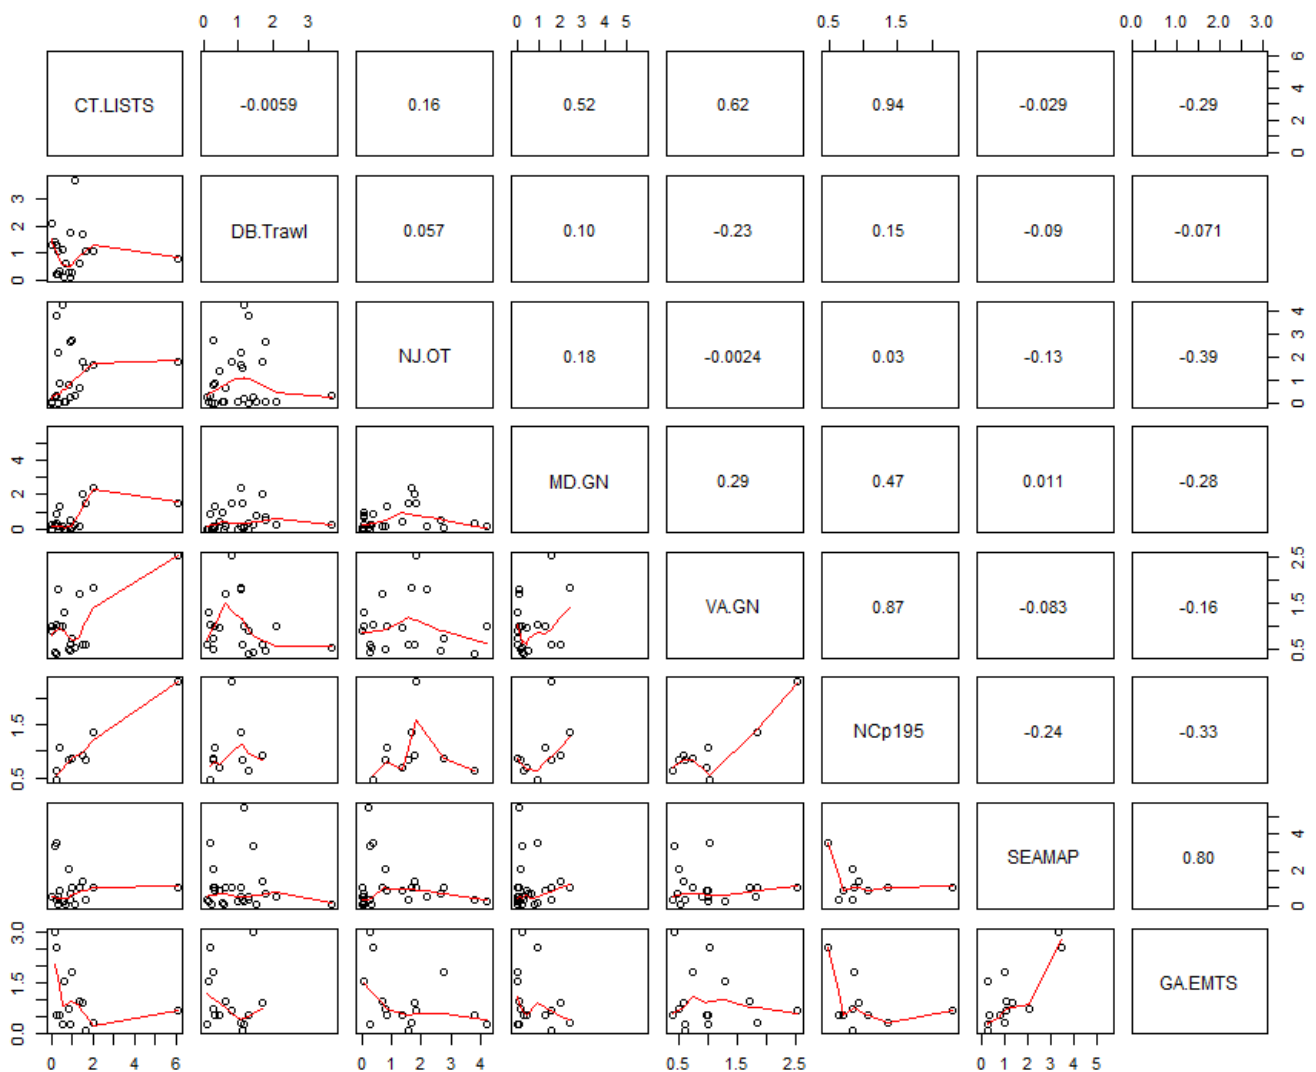 0 1 3 0 1 2 3 4 5 0.5 1.5 0.0 1.0 2.0 3.0
CT.LISTS -0.0059 0.16 0.52 0.62 0.94 -0.029 -0.29 0 2 4 6
0 1 2 3 DB.Trawl 0.057 0.10 -0.23 0.15 -0.09 -0.071
NJ.OT 0.18 -0.0024 0.03 -0.13 -0.39 0 1 2 3 4
0 2 4 MD.GN 0.29 0.47 0.011 -0.28
VA.GN 0.87 -0.083 -0.16 0.5 1.5 2.5
0.5 1.5 NCp195 -0.24 -0.33
SEAMAP 0.80 0 2 4
0.0 1.5 3.0 GA.EMTS
0 2 4 6 0 1 2 3 4 0.5 1.5 2.5 0 1 2 3 4 5